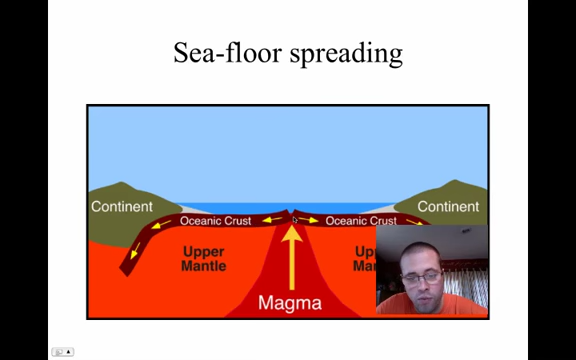 Sea-floor spreading
Continent
Oceanic Crust
Oceanic Crust
Continent
Upper
Mantle
Magma